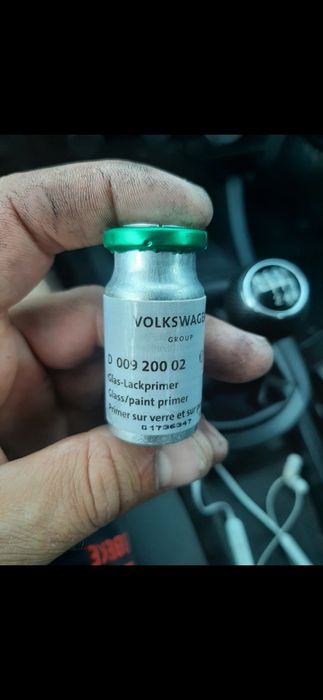 VOLKSWAGE
GROUP
D 009 200 02
Glas-Lackprimer
Glass/paint primer
Primer sur verre et sur
01736347